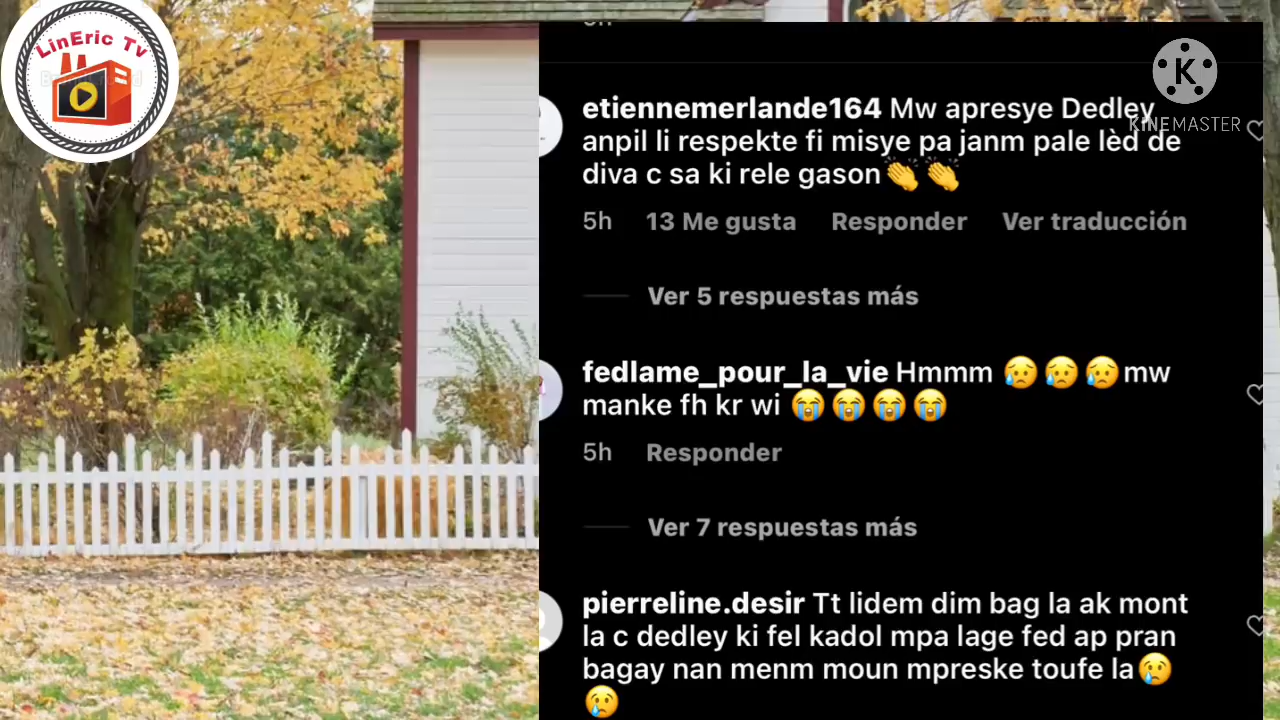 LinEric Tv
KINEMASTER
etiennemerlande164 Mw apresye Dedley
anpil li respekte fi misye pa janm pale lèd de
diva c sa ki rele gason👏👏
5h 13 Me gusta Responder Ver traducción
Ver 5 respuestas más
fedlame_pour_la_vie Hmmm 😥😥😥mw
manke fh kr wi 😭😭😭😭
5h Responder
Ver 7 respuestas más
pierreline.desir Tt lidem dim bag la ak mont
la c dedley ki fel kadol mpa lage fed ap pran
bagay nan menm moun mpreske toufe la😢
😢